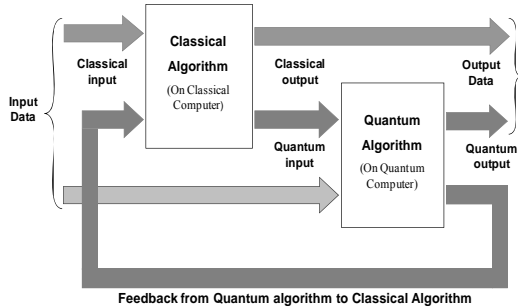 Classical
Algorithm
(On Classical
Computer)
Classical
input
Classical
output
Output
Data
Input
Data
Quantum
Algorithm
(On Quantum
Computer)
Quantum
input
Quantum
output
Feedback from Quantum algorithm to Classical Algorithm